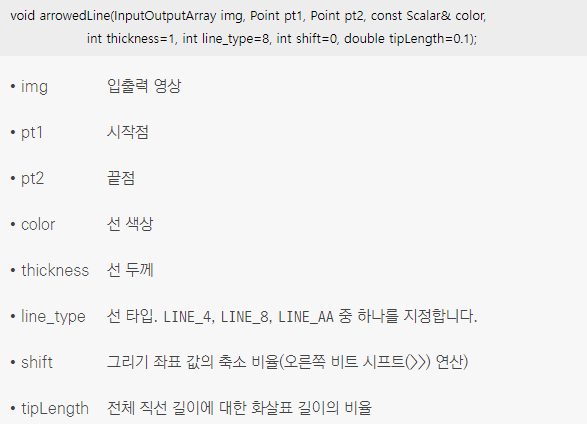 void arrowedLine(InputOutputArray img, Point pt1, Point pt2, const Scalar& color,
int thickness=1, int line_type=8, int shift=0, double tipLength=0.1);
• img 입출력 영상
• pt1 시작점
• pt2 끝점
• color 선 색상
• thickness 선 두께
• line_type 선 타입. LINE_4, LINE_8, LINE_AA 중 하나를 지정합니다.
• shift 그리기 좌표 값의 축소 비율(오른쪽 비트 시프트(>>) 연산)
• tipLength 전체 직선 길이에 대한 화살표 길이의 비율